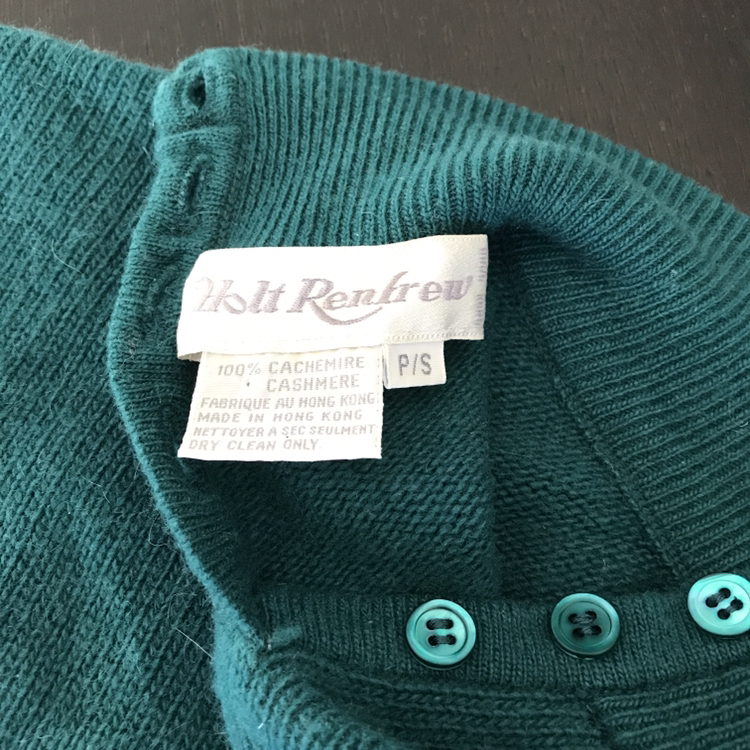 Holt Renfrew
P/S
100% CACHEMIRE
CASHMERE
FABRIQUE AU HONG KONG
MADE IN HONG KONG
NETTOYER A SEC SEULMENT
DRY CLEAN ONLY